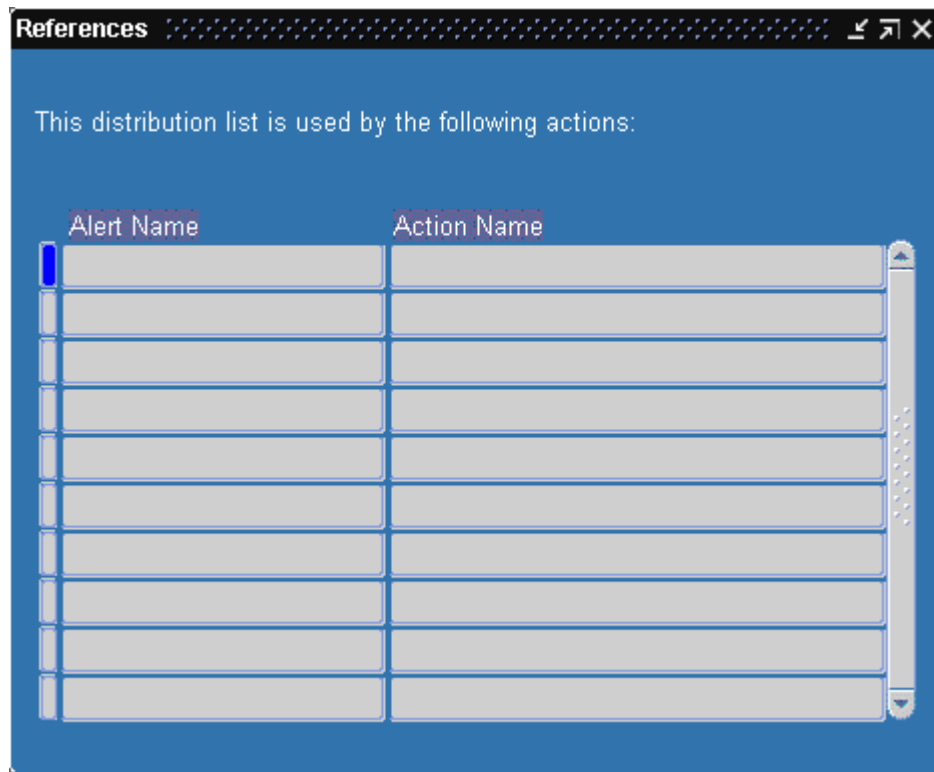 References
This distribution list is used by the following actions:
Alert Name Action Name